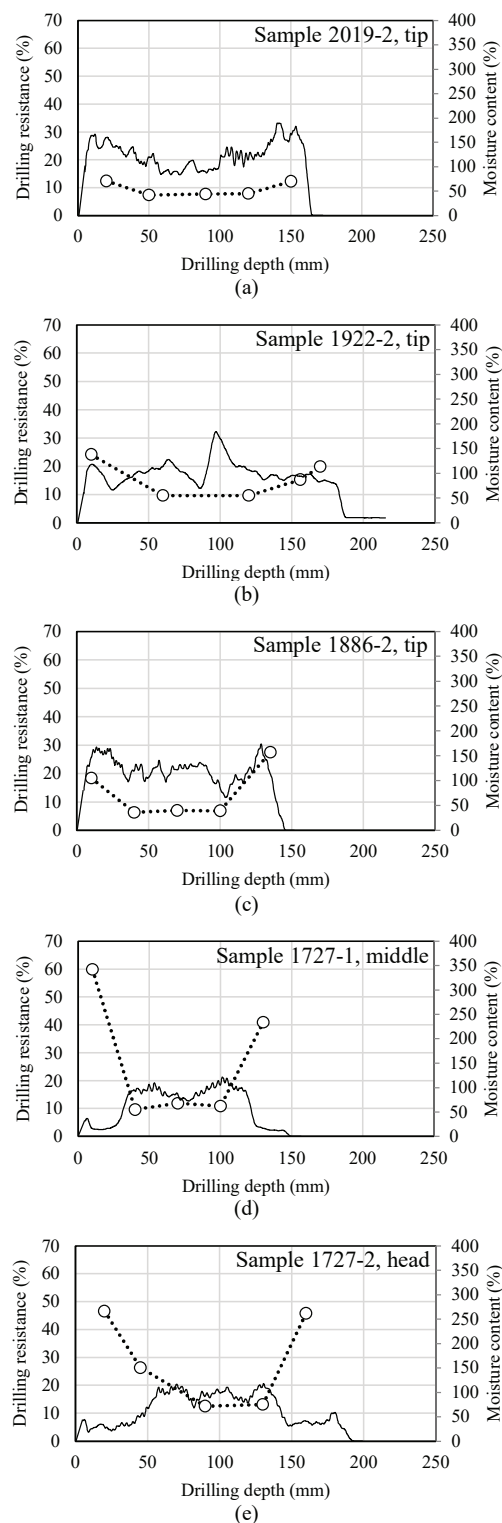 Sample 2019-2, tip
Drilling resistance (%)
70
60
50
40
30
20
10
0
400
350
300
250
200
150
100
50
0
Moisture content (%)
0 50 100 150 200 250
Drilling depth (mm)
(a)
Sample 1922-2, tip
Drilling resistance (%)
70
60
50
40
30
20
10
0
400
350
300
250
200
150
100
50
0
Moisture content (%)
0 50 100 150 200 250
Drilling depth (mm)
(b)
Sample 1886-2, tip
Drilling resistance (%)
70
60
50
40
30
20
10
0
400
350
300
250
200
150
100
50
0
Moisture content (%)
0 50 100 150 200 250
Drilling depth (mm)
(c)
Sample 1727-1, middle
Drilling resistance (%)
70
60
50
40
30
20
10
0
400
350
300
250
200
150
100
50
0
Moisture content (%)
0 50 100 150 200 250
Drilling depth (mm)
(d)
Sample 1727-2, head
Drilling resistance (%)
70
60
50
40
30
20
10
0
400
350
300
250
200
150
100
50
0
Moisture content (%)
0 50 100 150 200 250
Drilling depth (mm)
(e)